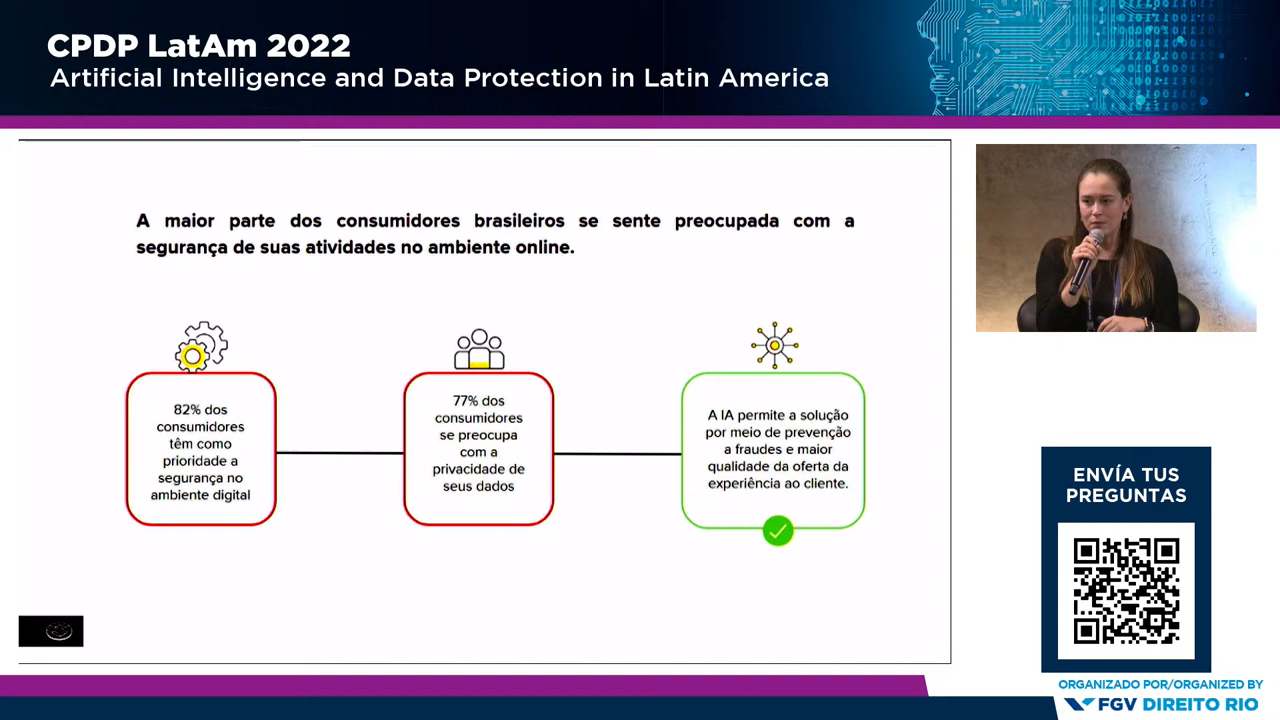 CPDP LatAm 2022
Artificial Intelligence and Data Protection in Latin America
A maior parte dos consumidores brasileiros se sente preocupada com a
segurança de suas atividades no ambiente online.
82% dos
consumidores
têm como
prioridade a
segurança no
ambiente digital
77% dos
consumidores
se preocupa
com a
privacidade de
seus dados
A IA permite a solução
por meio de prevenção
a fraudes e maior
qualidade da oferta da
experiência ao cliente.
ENVÍA TUS
PREGUNTAS
ORGANIZADO POR/ORGANIZED BY
FGV DIREITO RIO